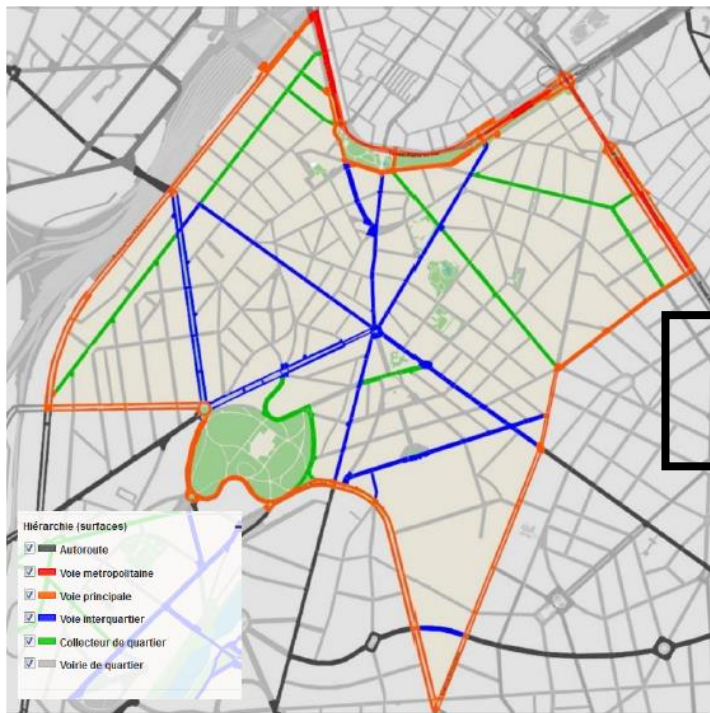 Hiérarchie (surfaces)
Autoroute
Voie metropolitaine
Voie principale
Voie interquartier
Collecteur de quartier
Voirie de quartier